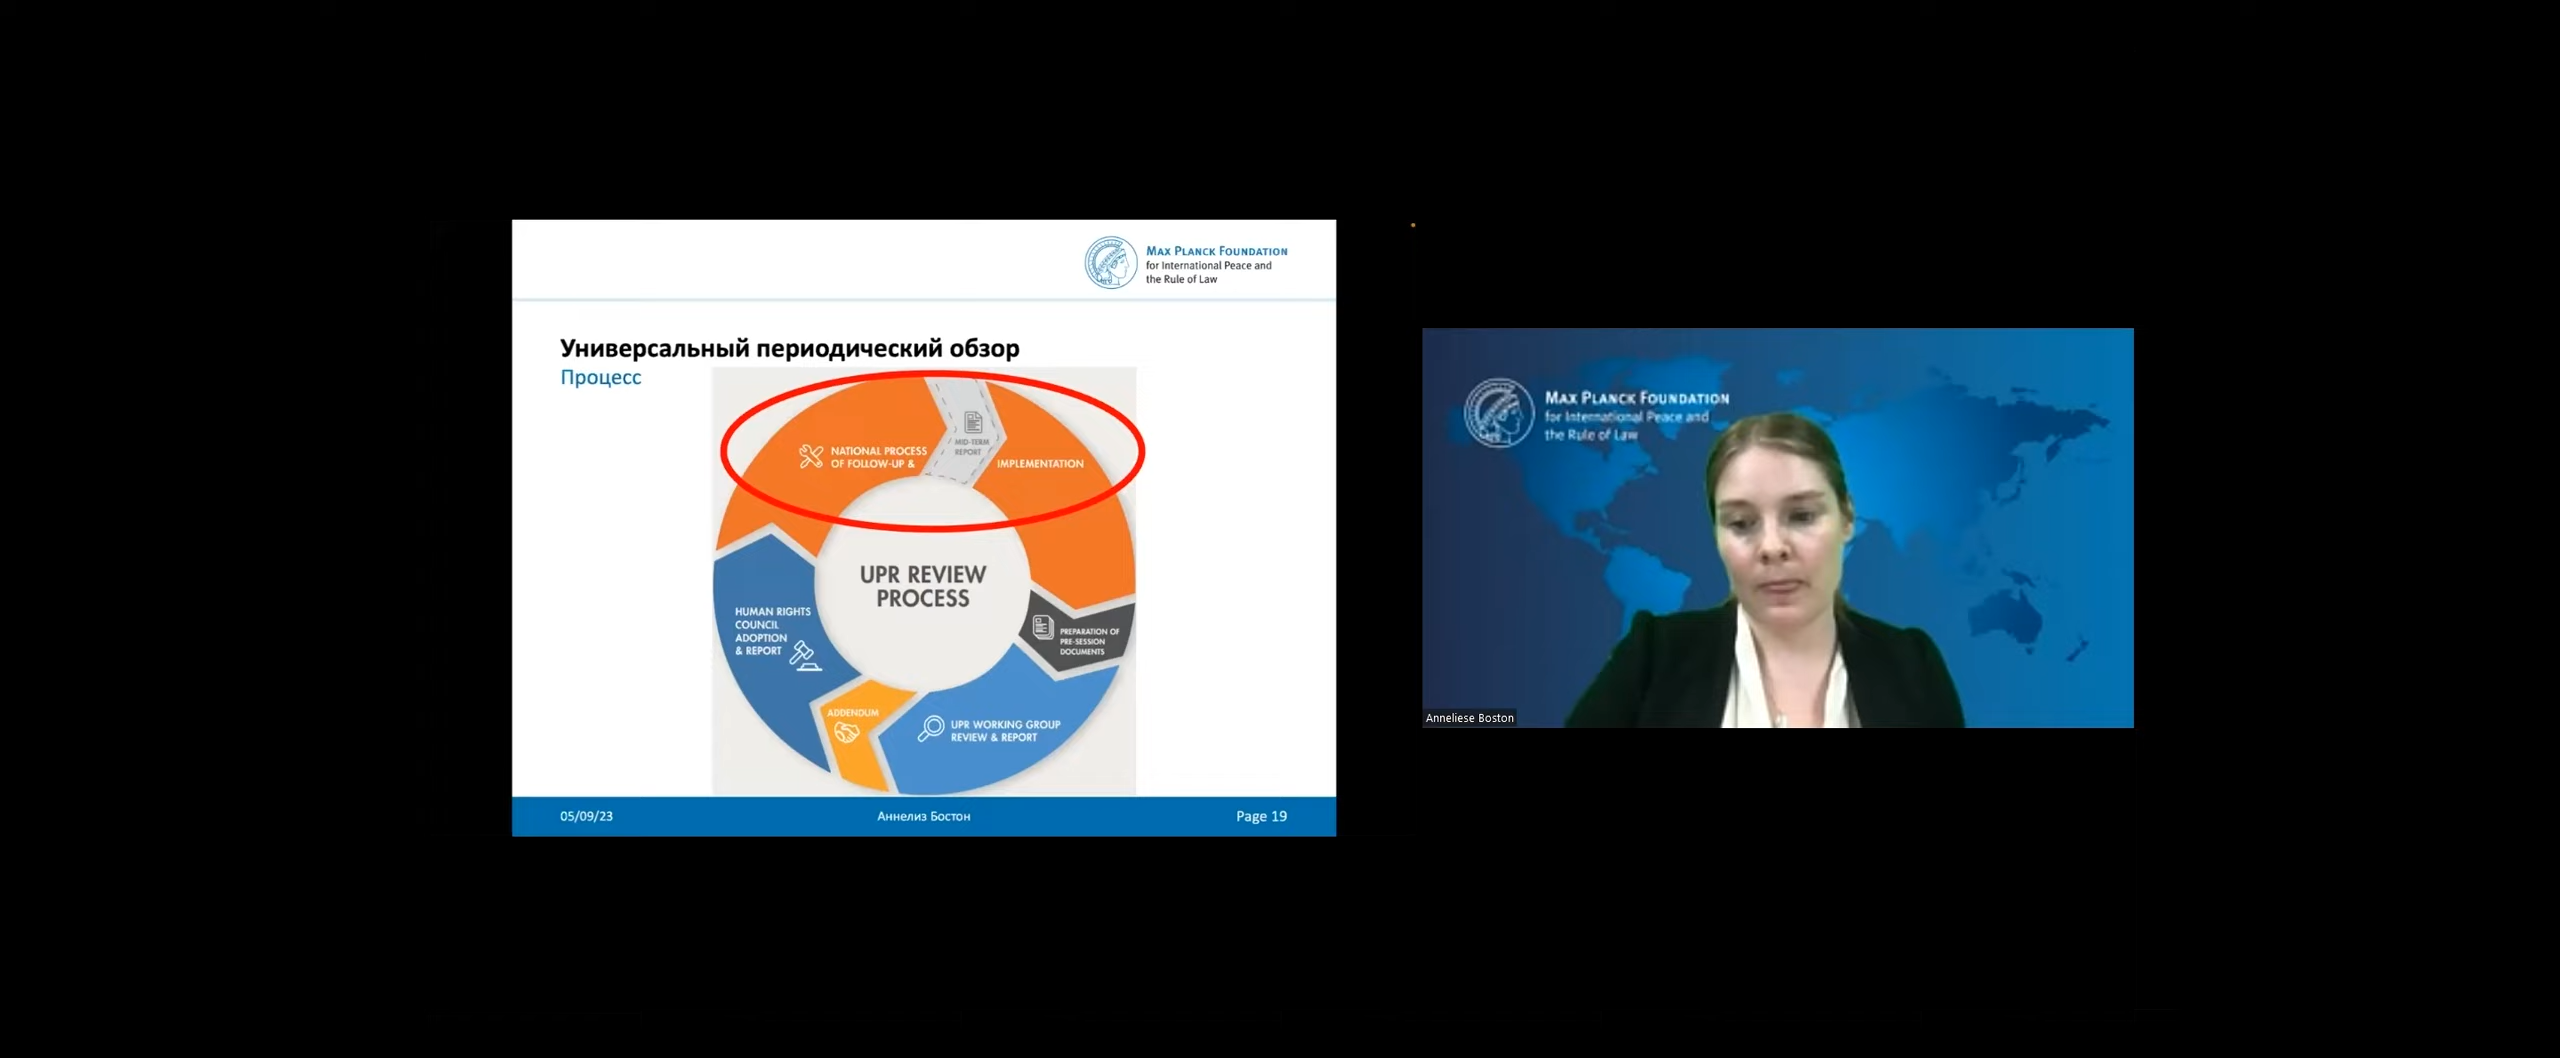 MAX PLANCK FOUNDATION
for International Peace and
the Rule of Law
Универсальный периодический обзор
Процесс
NATIONAL PROCESS
OF FOLLOW-UP &
MID-TERM
REPORT
IMPLEMENTATION
UPR REVIEW
PROCESS
HUMAN RIGHTS
COUNCIL
ADOPTION
& REPORT
PREPARATION OF
PRE-SESSION
DOCUMENTS
ADDENDUM
UPR WORKING GROUP
REVIEW & REPORT
05/09/23
Аннелиз Бостон
Page 19
MAX PLANCK FOUNDATION
for International Peace and
the Rule of Law
Anneliese Boston